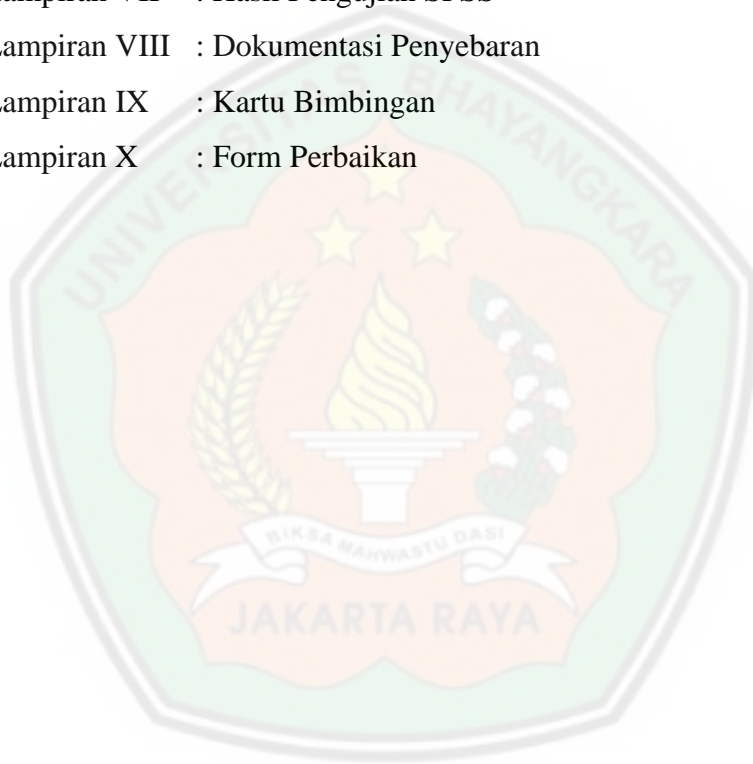 ampiran VIII : Dokumentasi Penyebaran
ampiran IX : Kartu Bimbingan
ampiran X : Form Perbaikan
UNIVERSITAS BHAYANGKARA
BIKSA MAHWASTU DASI
JAKARTA RAYA